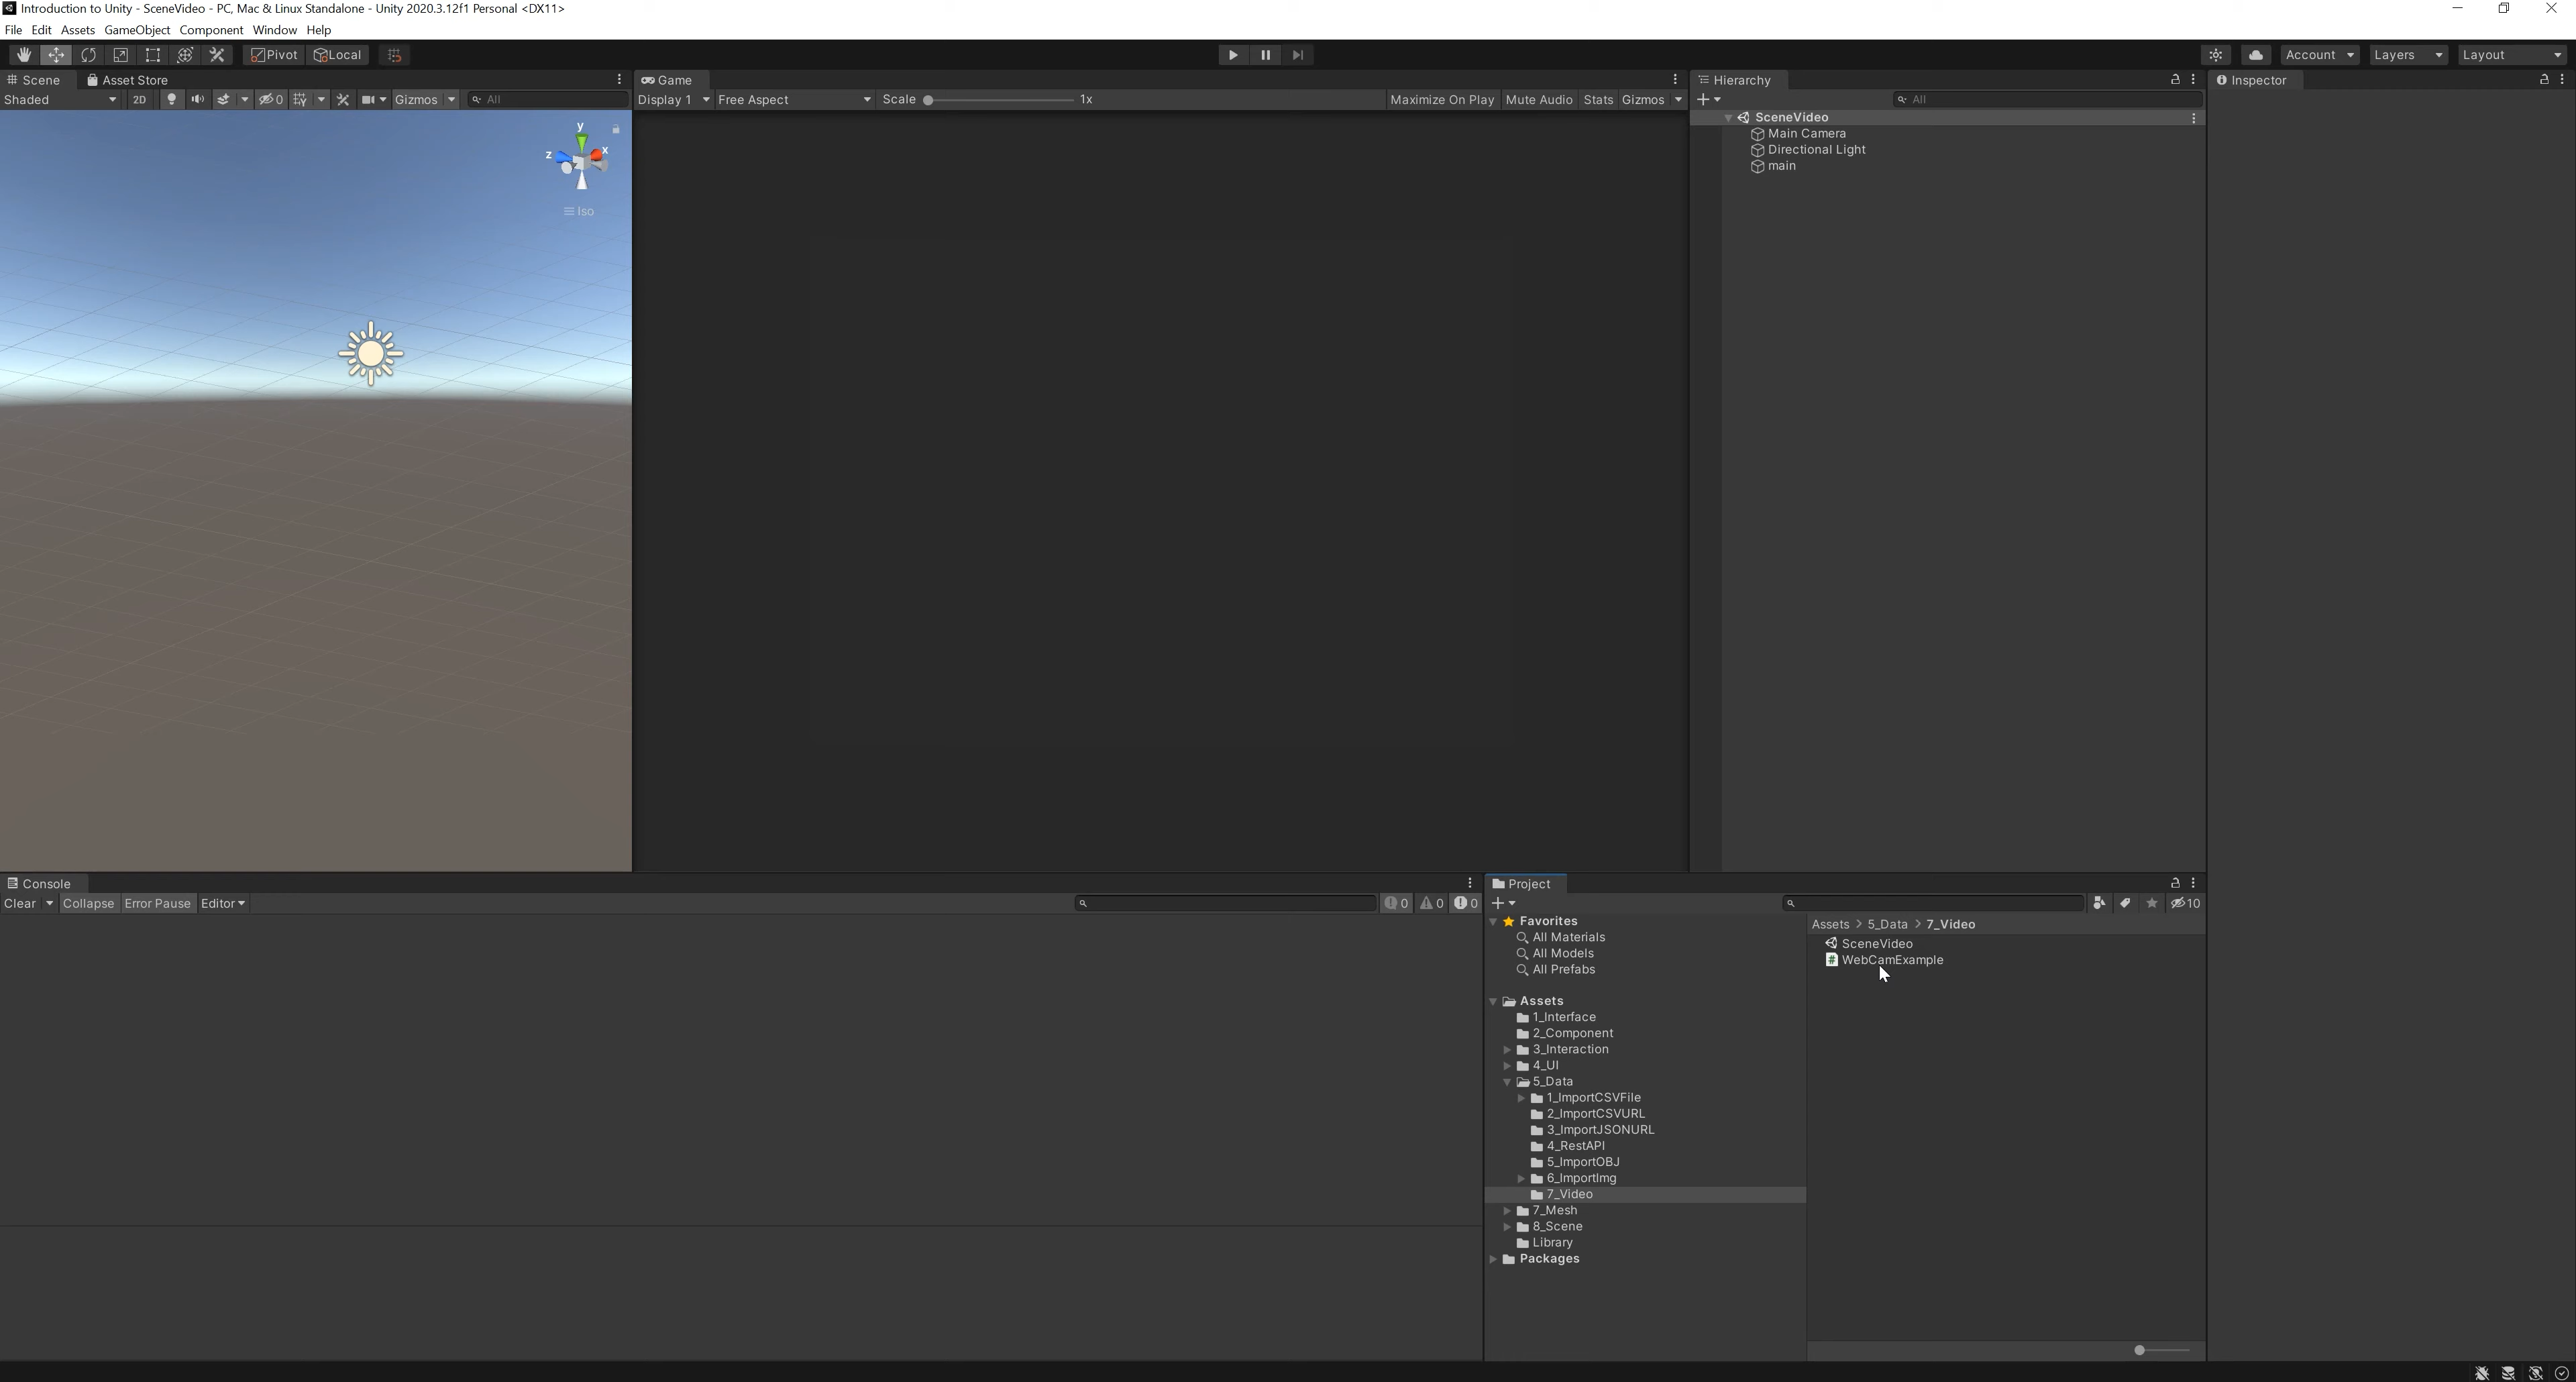 Introduction to Unity - SceneVideo - PC, Mac & Linux Standalone - Unity 2020.3.12f1 Personal <DX11>
File Edit Assets GameObject Component Window Help
Pivot Local
Account Layers Layout
Scene Asset Store
Shaded 2D 0 Gizmos All
y
z x
Iso
Game
Display 1 Free Aspect Scale 1x Maximize On Play Mute Audio Stats Gizmos
Hierarchy
All
SceneVideo
Main Camera
Directional Light
main
Inspector
Console
Clear Collapse Error Pause Editor 0 0 0
Project
10
Favorites
All Materials
All Models
All Prefabs
Assets
1_Interface
2_Component
3_Interaction
4_UI
5_Data
1_ImportCSVFile
2_ImportCSVURL
3_ImportJSONURL
4_RestAPI
5_ImportOBJ
6_ImportImg
7_Video
7_Mesh
8_Scene
Library
Packages
Assets > 5_Data > 7_Video
SceneVideo
# WebCamExample